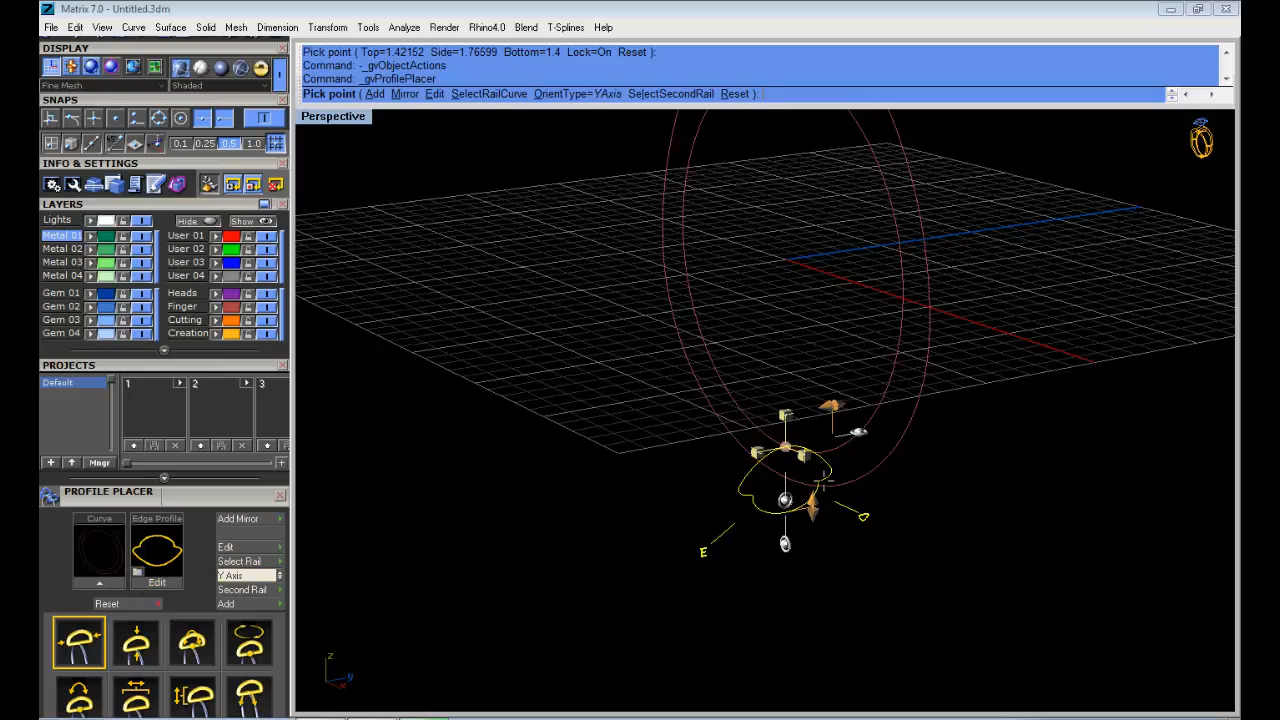 Matrix 7.0 - Untitled.3dm
File Edit View Curve Surface Solid Mesh Dimension Transform Tools Analyze Render Rhino4.0 Blend T-Splines Help
DISPLAY
Fine Mesh Shaded
SNAPS
0.1 0.25 0.5 1.0
INFO & SETTINGS
LAYERS
Lights Hide Show
Metal 01 User 01
Metal 02 User 02
Metal 03 User 03
Metal 04 User 04
Gem 01 Heads
Gem 02 Finger
Gem 03 Cutting
Gem 04 Creation
PROJECTS
Default 1 2 3
Mngr
PROFILE PLACER
Curve Edge Profile Add Mirror
Edit
Select Rail
Y Axis
Edit Second Rail
Reset Add
Pick point ( Top=1.42152 Side=1.76599 Bottom=1.4 Lock=On Reset ):
Command: -_gvObjectActions
Command: _gvProfilePlacer
Pick point ( Add Mirror Edit SelectRailCurve OrientType=YAxis SelectSecondRail Reset ):
Perspective
E
O
z
y
x